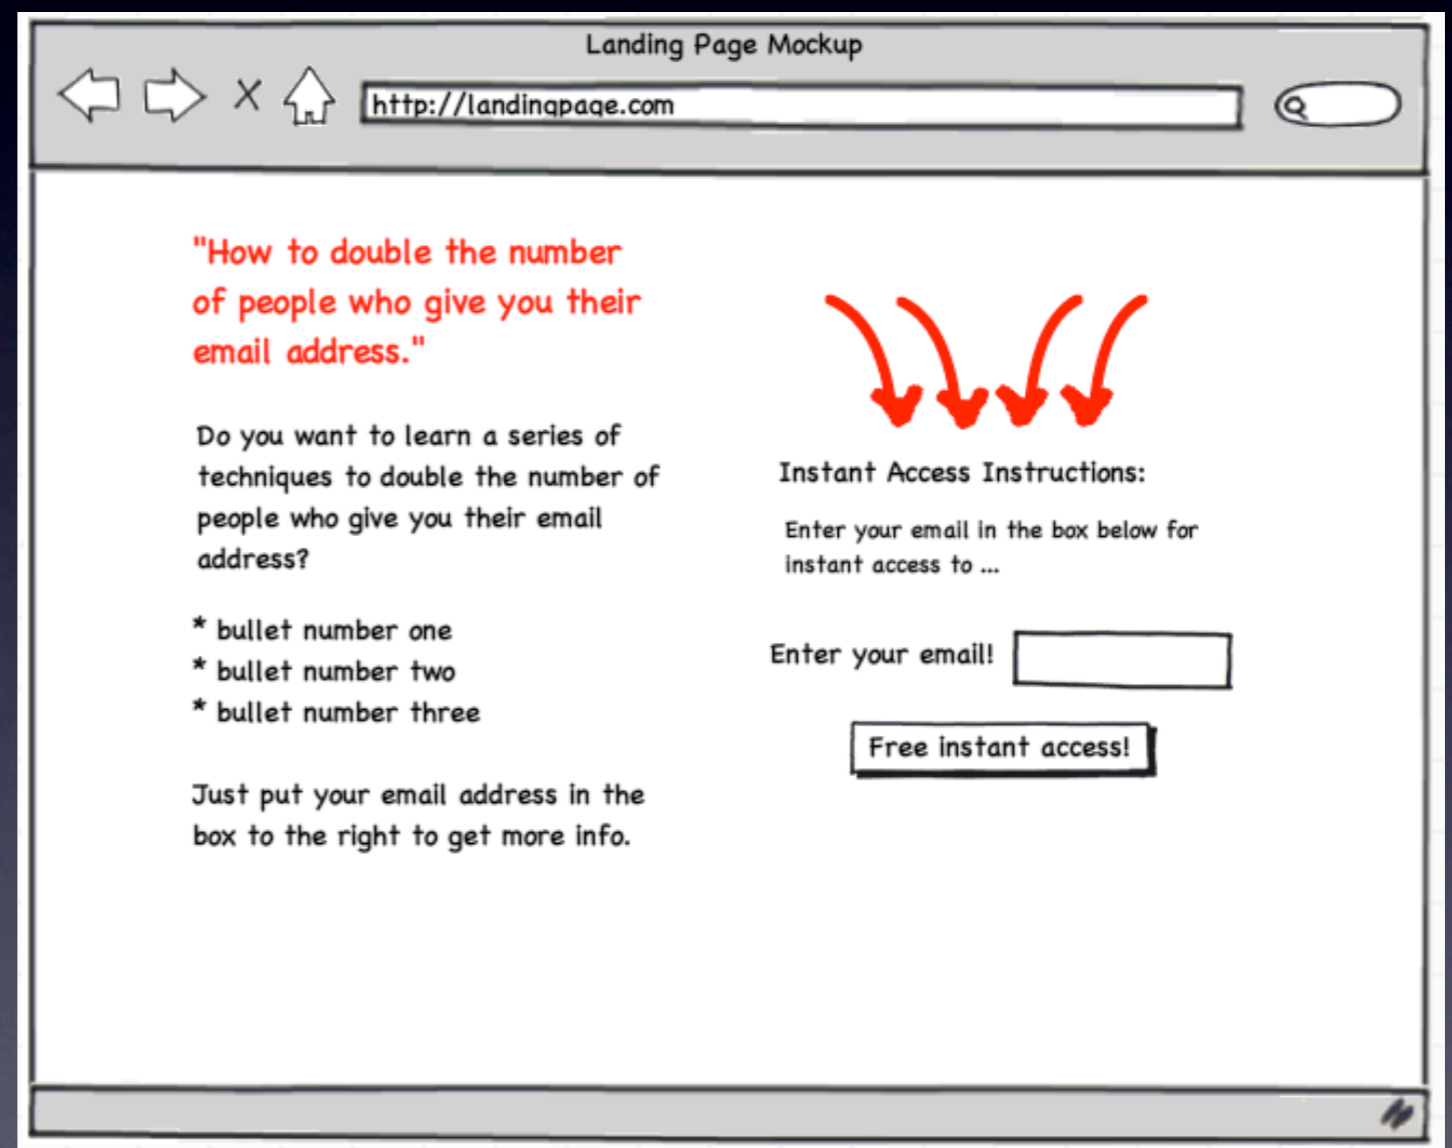 Landing Page Mockup
http://landingpage.com
"How to double the number
of people who give you their
email address."
Do you want to learn a series of
techniques to double the number of
people who give you their email
address?
* bullet number one
* bullet number two
* bullet number three
Just put your email address in the
box to the right to get more info.
Instant Access Instructions:
Enter your email in the box below for
instant access to ...
Enter your email!
Free instant access!